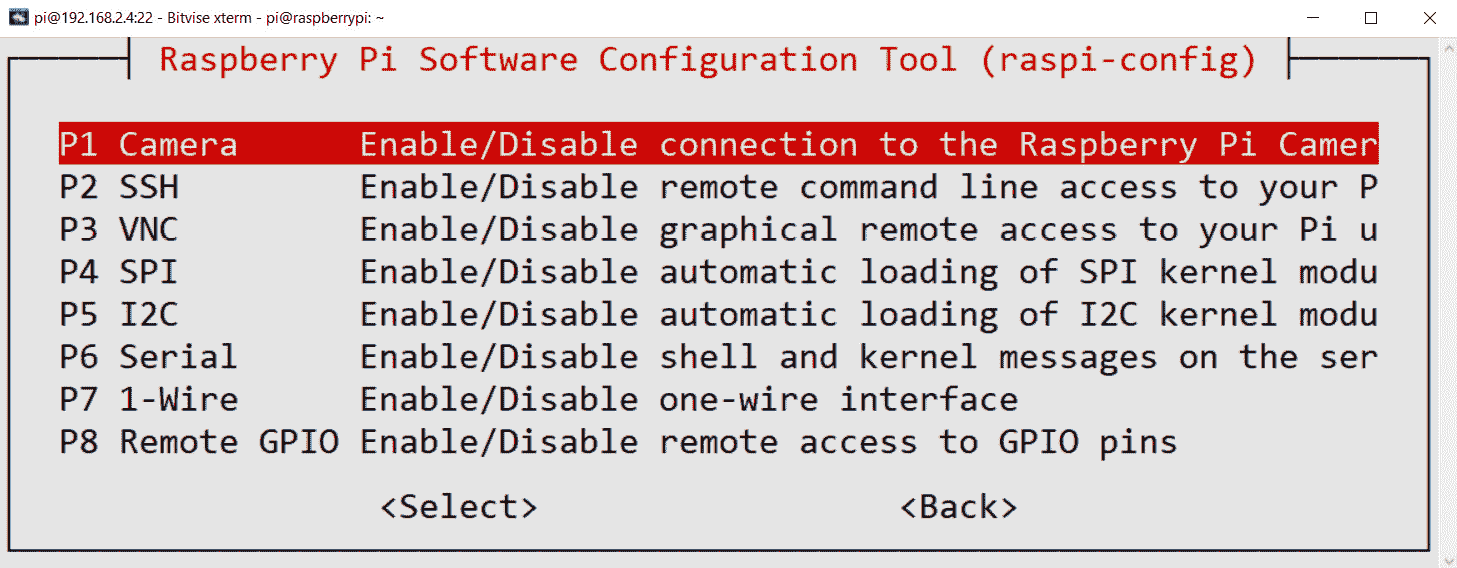 pi@192.168.2.4:22 - Bitvise xterm - pi@raspberrypi: ~
Raspberry Pi Software Configuration Tool (raspi-config)
P1 Camera Enable/Disable connection to the Raspberry Pi Camer
P2 SSH Enable/Disable remote command line access to your P
P3 VNC Enable/Disable graphical remote access to your Pi u
P4 SPI Enable/Disable automatic loading of SPI kernel modu
P5 I2C Enable/Disable automatic loading of I2C kernel modu
P6 Serial Enable/Disable shell and kernel messages on the ser
P7 1-Wire Enable/Disable one-wire interface
P8 Remote GPIO Enable/Disable remote access to GPIO pins
<Select> <Back>